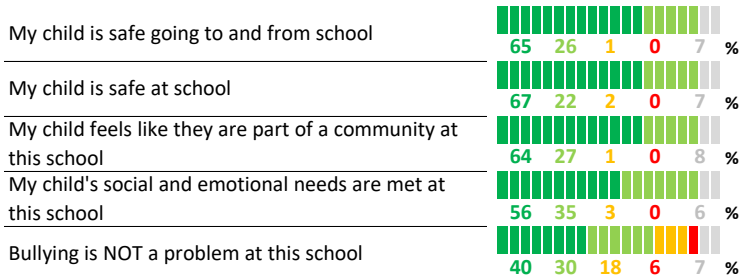 My child is safe going to and from school
65 26 1 0 7 %
My child is safe at school
67 22 2 0 7 %
My child feels like they are part of a community at
this school
64 27 1 0 8 %
My child's social and emotional needs are met at
this school
56 35 3 0 6 %
Bullying is NOT a problem at this school
40 30 18 6 7 %